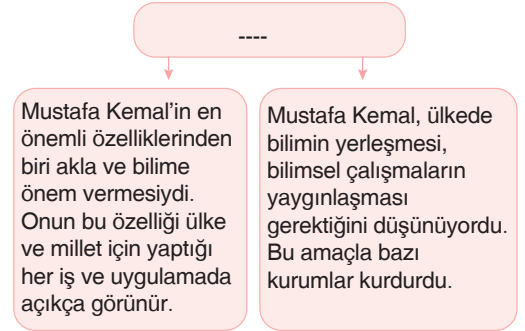 ----
Mustafa Kemal'in en
önemli özelliklerinden
biri akla ve bilime
önem vermesiydi.
Onun bu özelliği ülke
ve millet için yaptığı
her iş ve uygulamada
açıkça görünür.
Mustafa Kemal, ülkede
bilimin yerleşmesi,
bilimsel çalışmaların
yaygınlaşması
gerektiğini düşünüyordu.
Bu amaçla bazı
kurumlar kurdurdu.